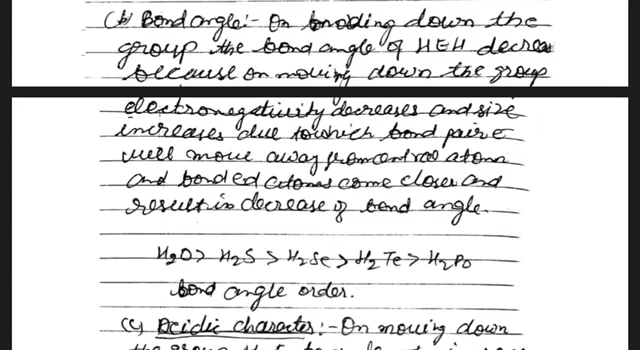 (b) Bond angle:- On moving down the
group the bond angle of HEH decrea
because on moving down the group
electronegativity decreases and size
increases due to which bond pair e
will move away from central atom
and bonded atoms come closer and
result in decrease of bond angle.
H₂O > H₂S > H₂Se > H₂Te > H₂Po
bond angle order.
(c) Acidic character:- On moving down
the group